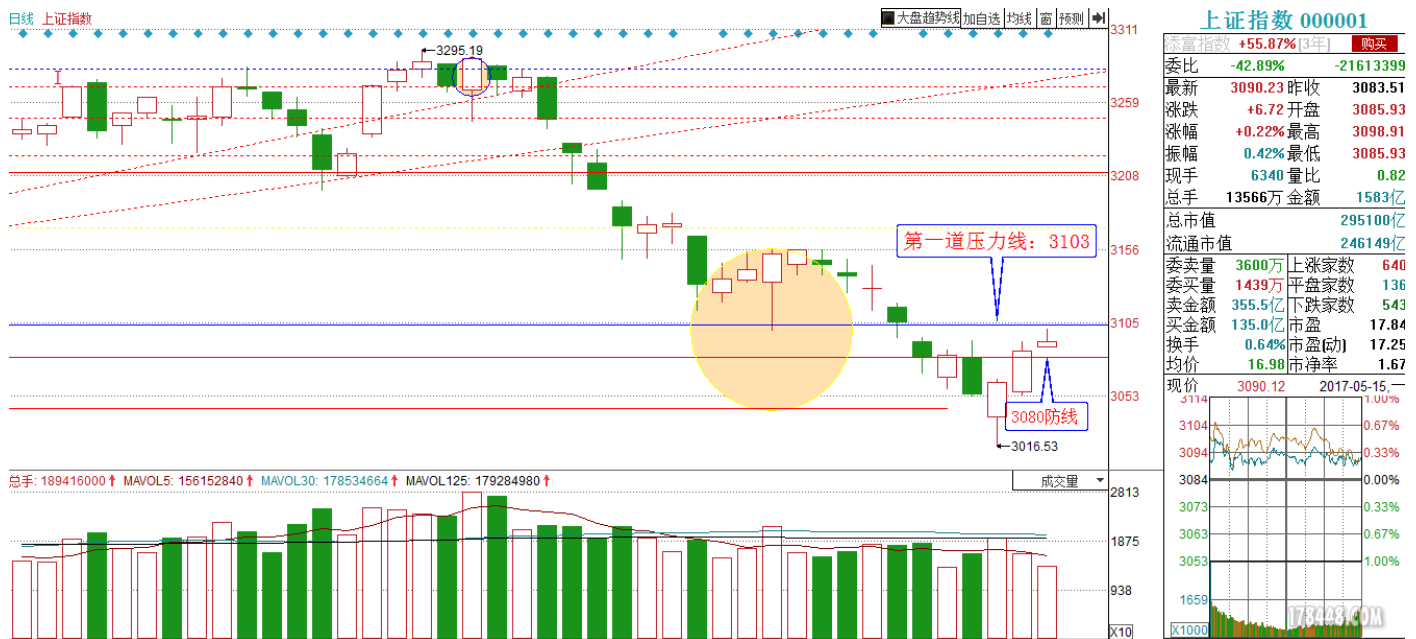 日线 上证指数
大盘趋势线 加自选 均线 窗 预测
3295.19
3311
3259
3208
3156
3105
3053
第一道压力线：3103
3080防线
3016.53
总手: 189416000 MAVOL5: 156152840 MAVOL30: 178534664 MAVOL125: 179284980
成交量
2813
1875
938
X10
上证指数 000001
添富指数 +55.87% [3年] 购买
委比 -42.89% -21613399
最新 3090.23 昨收 3083.51
涨跌 +6.72 开盘 3085.93
涨幅 +0.22% 最高 3098.91
振幅 0.42% 最低 3085.93
现手 6340 量比 0.82
总手 13566万 金额 1583亿
总市值 295100亿
流通市值 246149亿
委卖量 3600万 上涨家数 640
委买量 1439万 平盘家数 136
卖金额 355.5亿 下跌家数 543
买金额 135.0亿 市盈 17.84
换手 0.64% 市盈(动) 17.25
均价 16.98 市净率 1.67
现价 3090.12 2017-05-15,一
3114 1.00%
3104 0.67%
3094 0.33%
3084 0.00%
3073 0.33%
3063 0.67%
3053 1.00%
1659
X1000
178448.COM